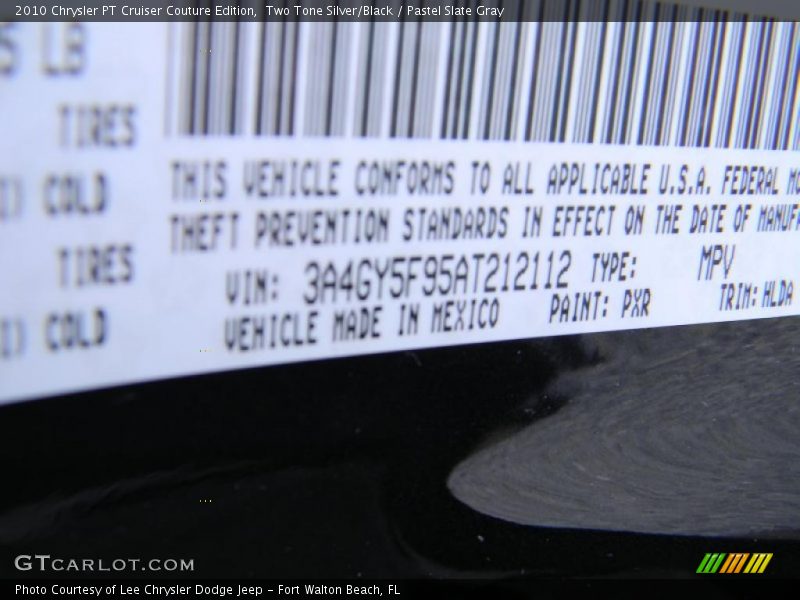 2010 Chrysler PT Cruiser Couture Edition,  Two Tone Silver/Black / Pastel Slate Gray
LB
TIRES
COLD
TIRES
COLD
THIS VEHICLE CONFORMS TO ALL APPLICABLE U.S.A. FEDERAL
THEFT PREVENTION STANDARDS IN EFFECT ON THE DATE OF
VIN: 3A4GY5F95AT212112 TYPE: MPV
VEHICLE MADE IN MEXICO PAINT: PXR TRIM: HLDA
GTCARLOT.COM
Photo Courtesy of Lee Chrysler Dodge Jeep - Fort Walton Beach, FL